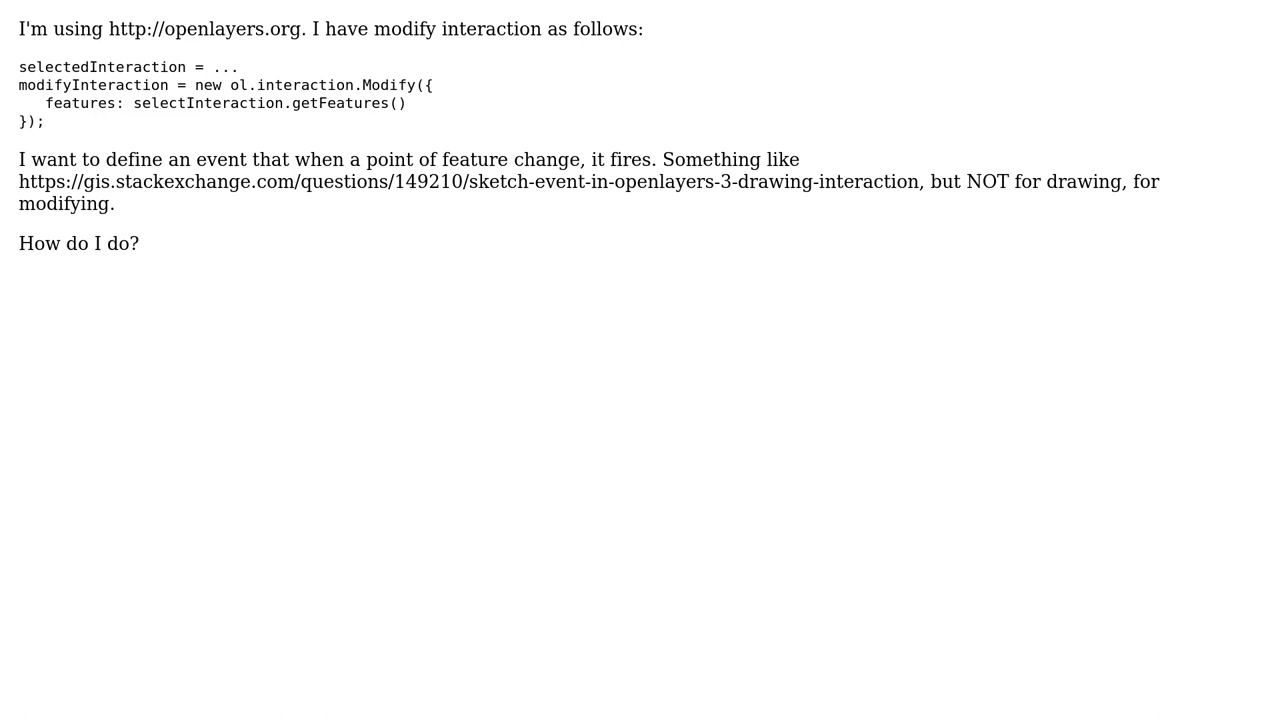 I'm using http://openlayers.org. I have modify interaction as follows:
selectedInteraction = ...
modifyInteraction = new ol.interaction.Modify({
   features: selectInteraction.getFeatures()
});
I want to define an event that when a point of feature change, it fires. Something like
https://gis.stackexchange.com/questions/149210/sketch-event-in-openlayers-3-drawing-interaction, but NOT for drawing, for
modifying.
How do I do?